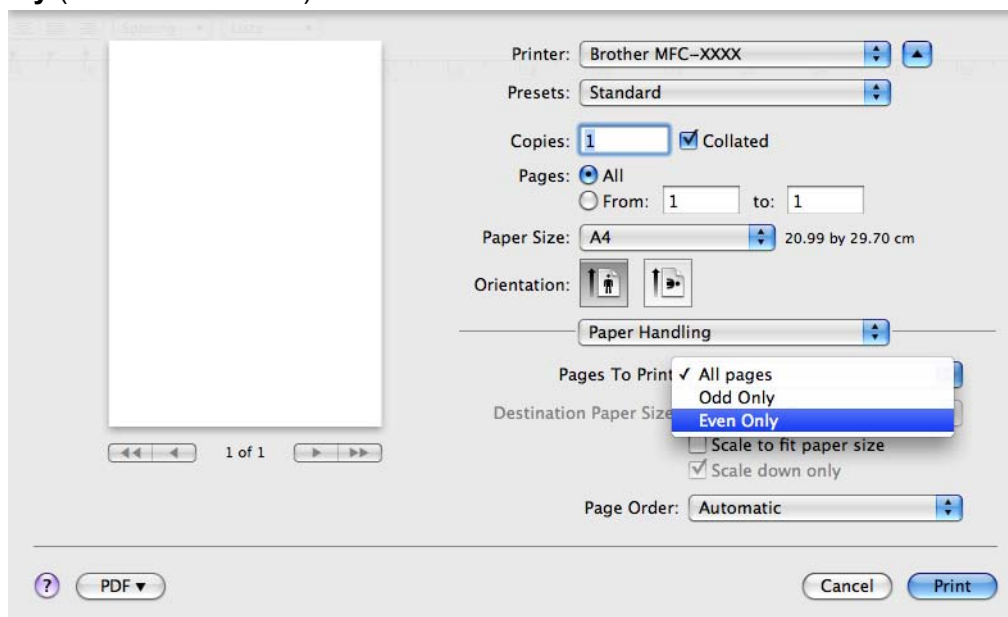 Spacing Lists
Printer: Brother MFC-XXXX
Presets: Standard
Copies: 1 Collated
Pages: All
From: 1 to: 1
Paper Size: A4 20.99 by 29.70 cm
Orientation:
Paper Handling
Pages To Print ✓ All pages
Odd Only
Destination Paper Size
Even Only
Scale to fit paper size
1 of 1
Scale down only
Page Order: Automatic
? PDF ▼ Cancel Print